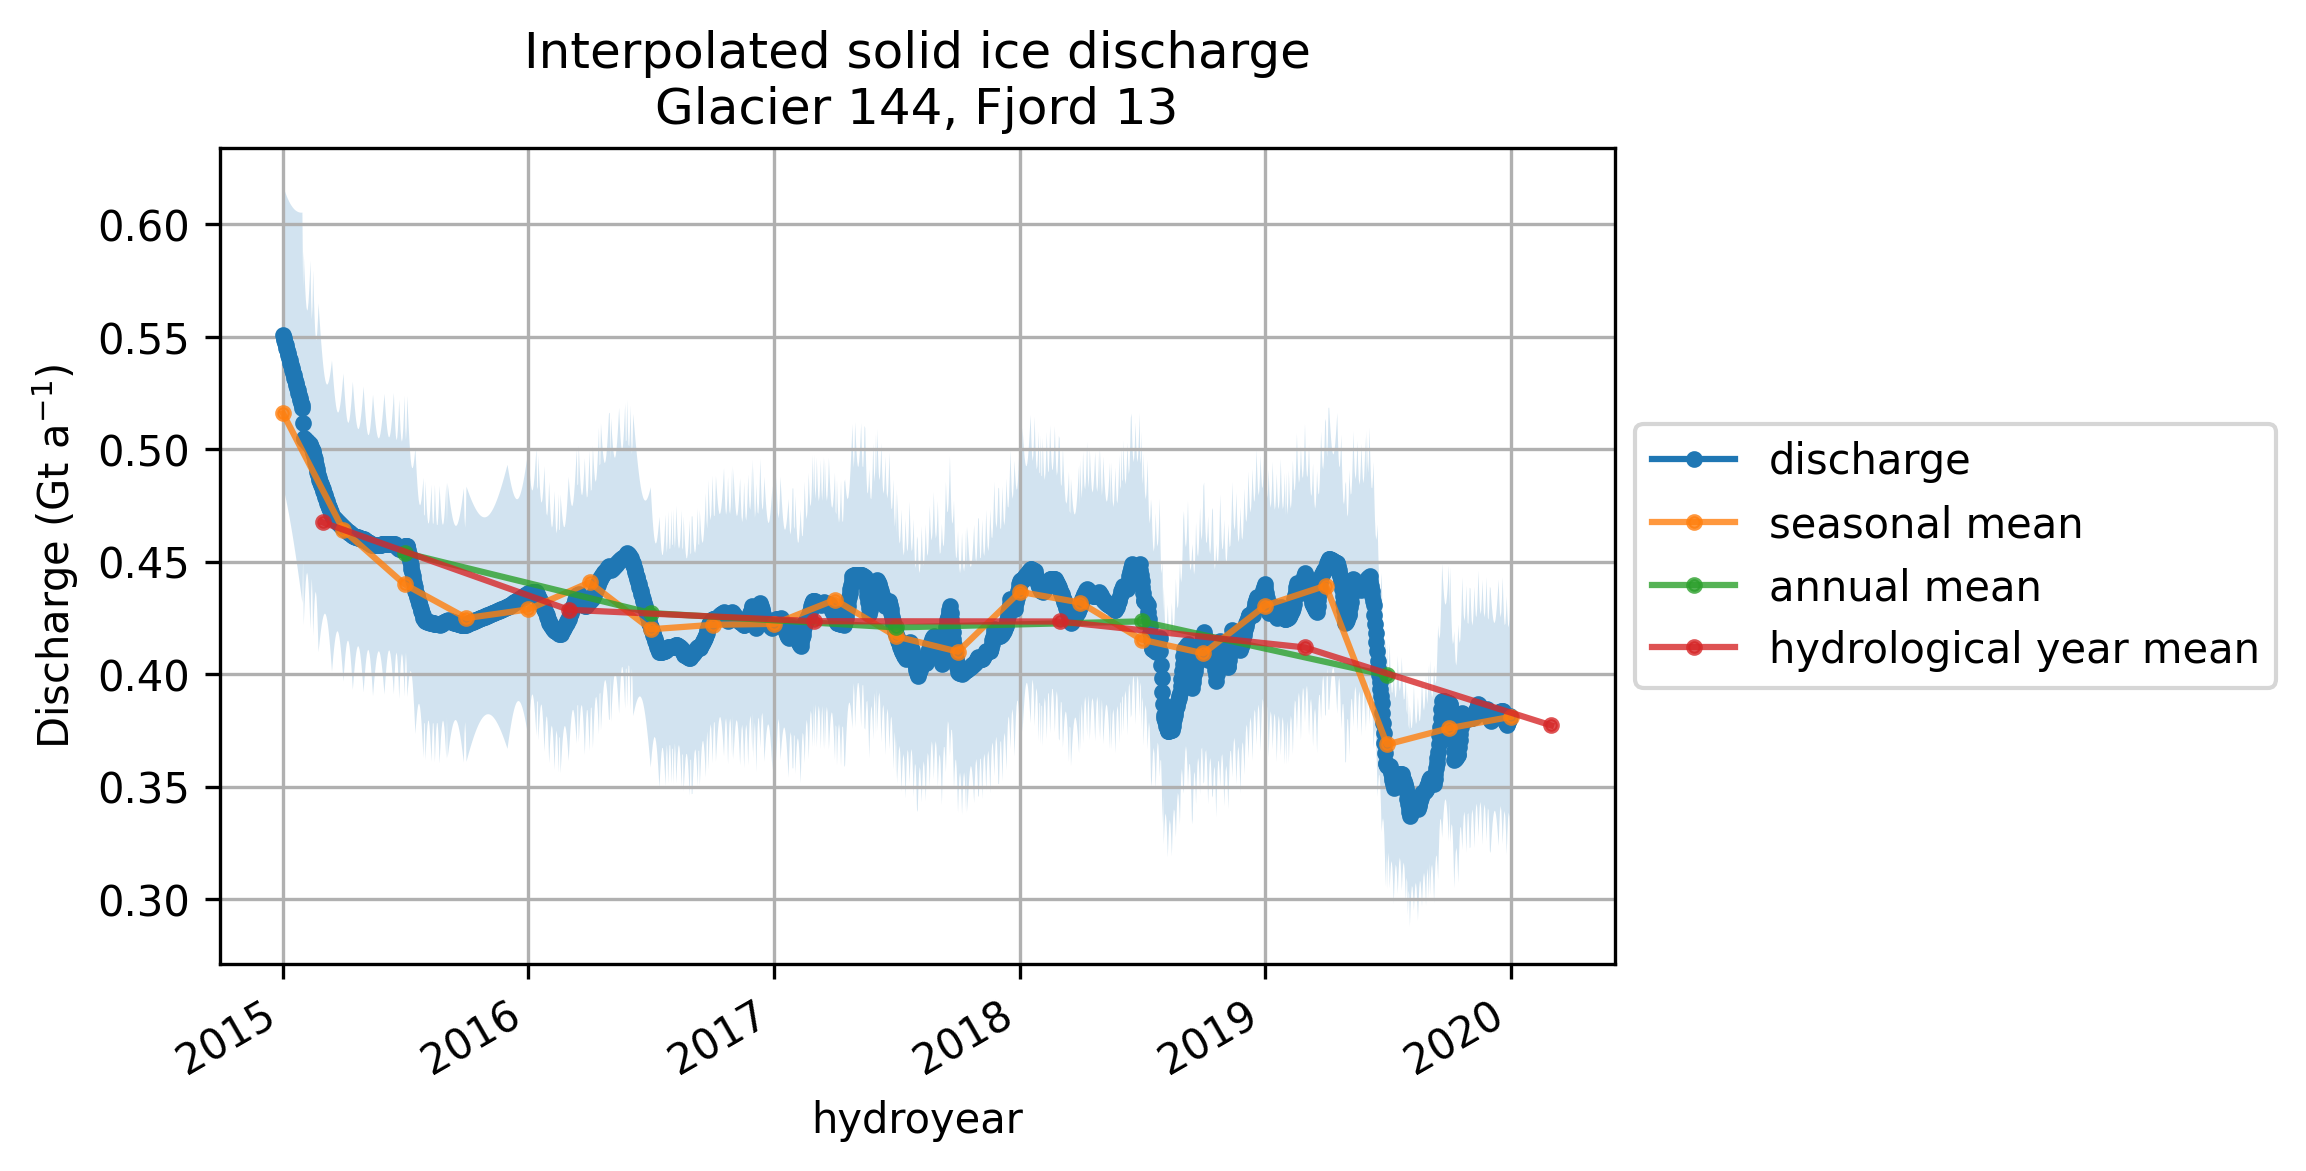 Interpolated solid ice discharge
Glacier 144, Fjord 13
Discharge (Gt a⁻¹)
0.60
0.55
0.50
0.45
0.40
0.35
0.30
2015
2016
2017
2018
2019
2020
hydroyear
discharge
seasonal mean
annual mean
hydrological year mean